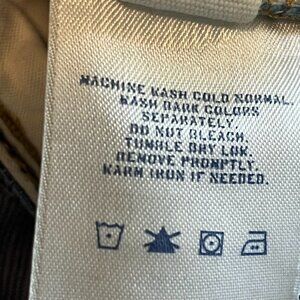 MACHINE WASH COLD NORMAL.
WASH DARK COLORS
SEPARATELY
DO NOT BLEACH.
TUMBLE DRY LOW.
REMOVE PROMPTLY.
WARM IRON IF NEEDED.